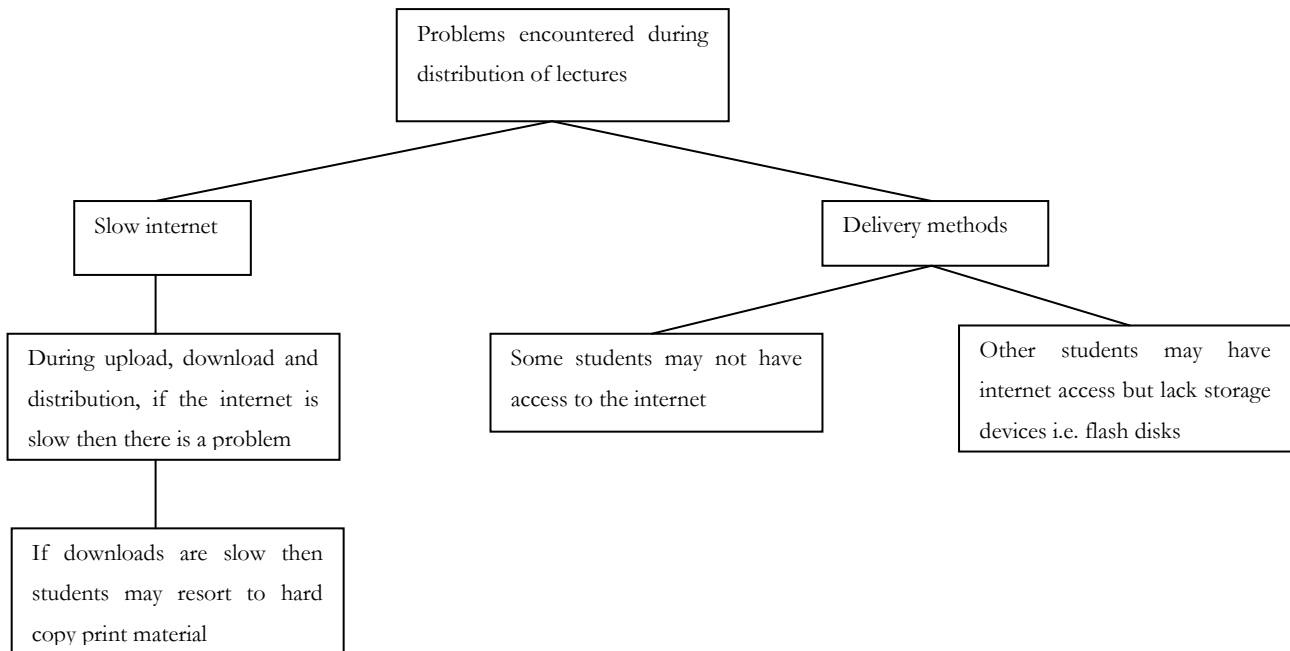 Problems encountered during
distribution of lectures
Slow internet
Delivery methods
During upload, download and
distribution, if the internet is
slow then there is a problem
Some students may not have
access to the internet
Other students may have
internet access but lack storage
devices i.e. flash disks
If downloads are slow then
students may resort to hard
copy print material